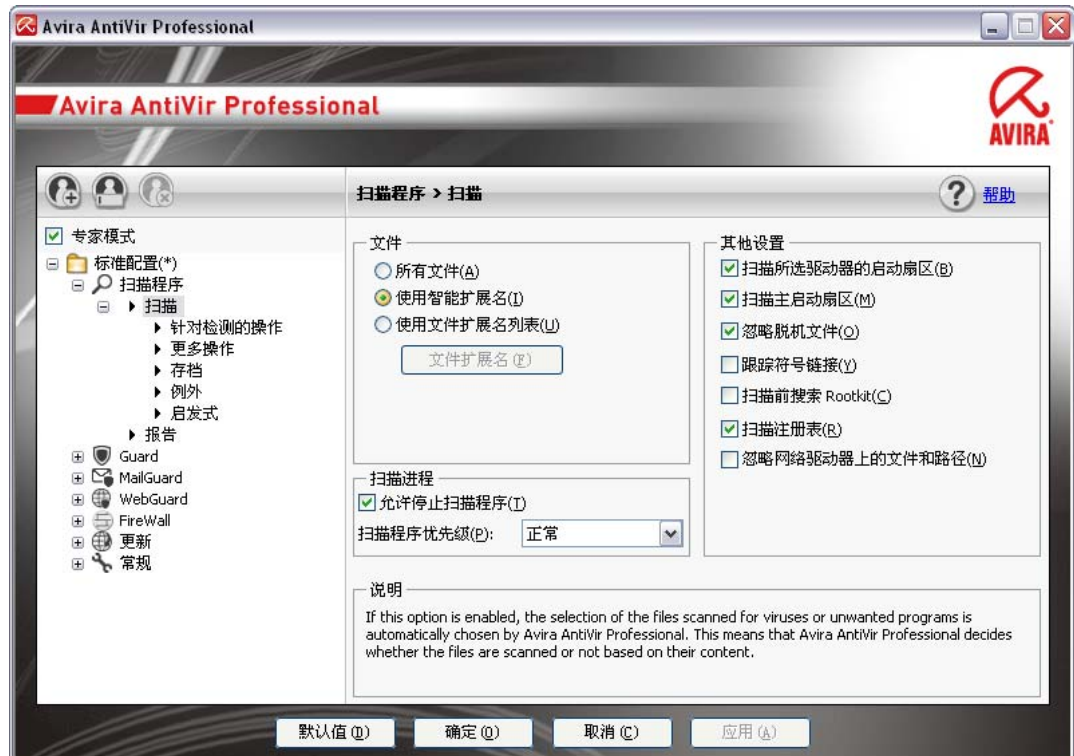 Avira AntiVir Professional
Avira AntiVir Professional
AVIRA
扫描程序 > 扫描
帮助
专家模式
标准配置(*)
扫描程序
扫描
针对检测的操作
更多操作
存档
例外
启发式
报告
Guard
MailGuard
WebGuard
FireWall
更新
常规
文件
所有文件(A)
使用智能扩展名(I)
使用文件扩展名列表(U)
文件扩展名(F)
扫描进程
允许停止扫描程序(T)
扫描程序优先级(P):
正常
其他设置
扫描所选驱动器的启动扇区(B)
扫描主启动扇区(M)
忽略脱机文件(O)
跟踪符号链接(Y)
扫描前搜索 Rootkit(C)
扫描注册表(R)
忽略网络驱动器上的文件和路径(N)
说明
If this option is enabled, the selection of the files scanned for viruses or unwanted programs is
automatically chosen by Avira AntiVir Professional. This means that Avira AntiVir Professional decides
whether the files are scanned or not based on their content.
默认值(D)
确定(O)
取消(C)
应用(A)